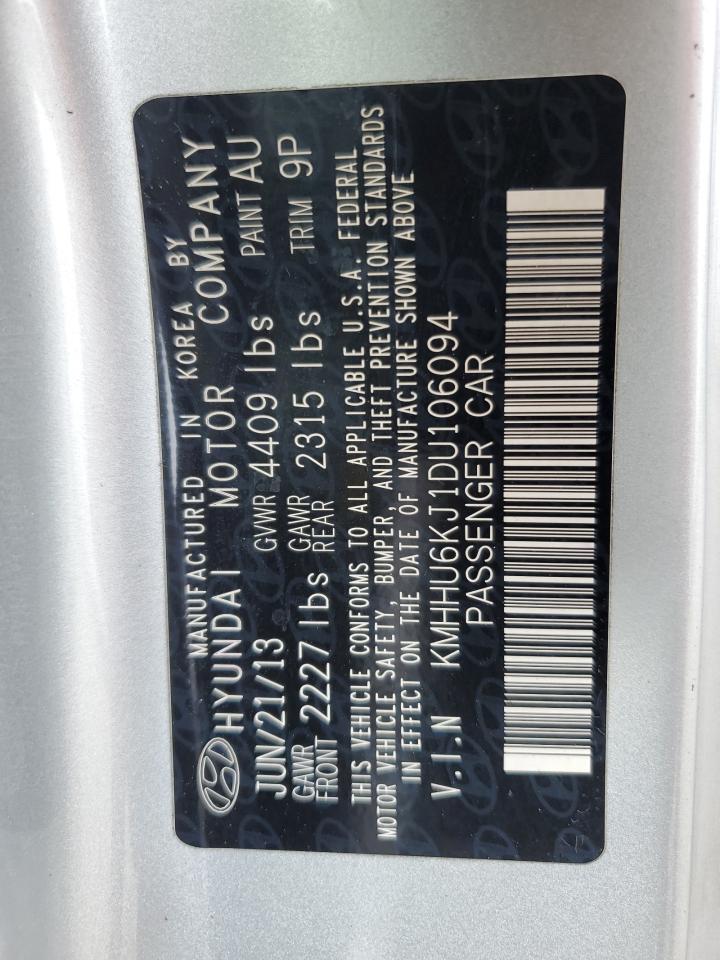 MANUFACTURED IN KOREA BY
HYUNDAI MOTOR COMPANY
JUN/21/13 GVWR 4409 lbs PAINT AU
GAWR FRONT 2227 lbs GAWR REAR 2315 lbs TRIM 9P
THIS VEHICLE CONFORMS TO ALL APPLICABLE U.S.A. FEDERAL
MOTOR VEHICLE SAFETY, BUMPER, AND THEFT PREVENTION STANDARDS
IN EFFECT ON THE DATE OF MANUFACTURE SHOWN ABOVE
V.I.N KMHHU6KJ1DU106094
PASSENGER CAR